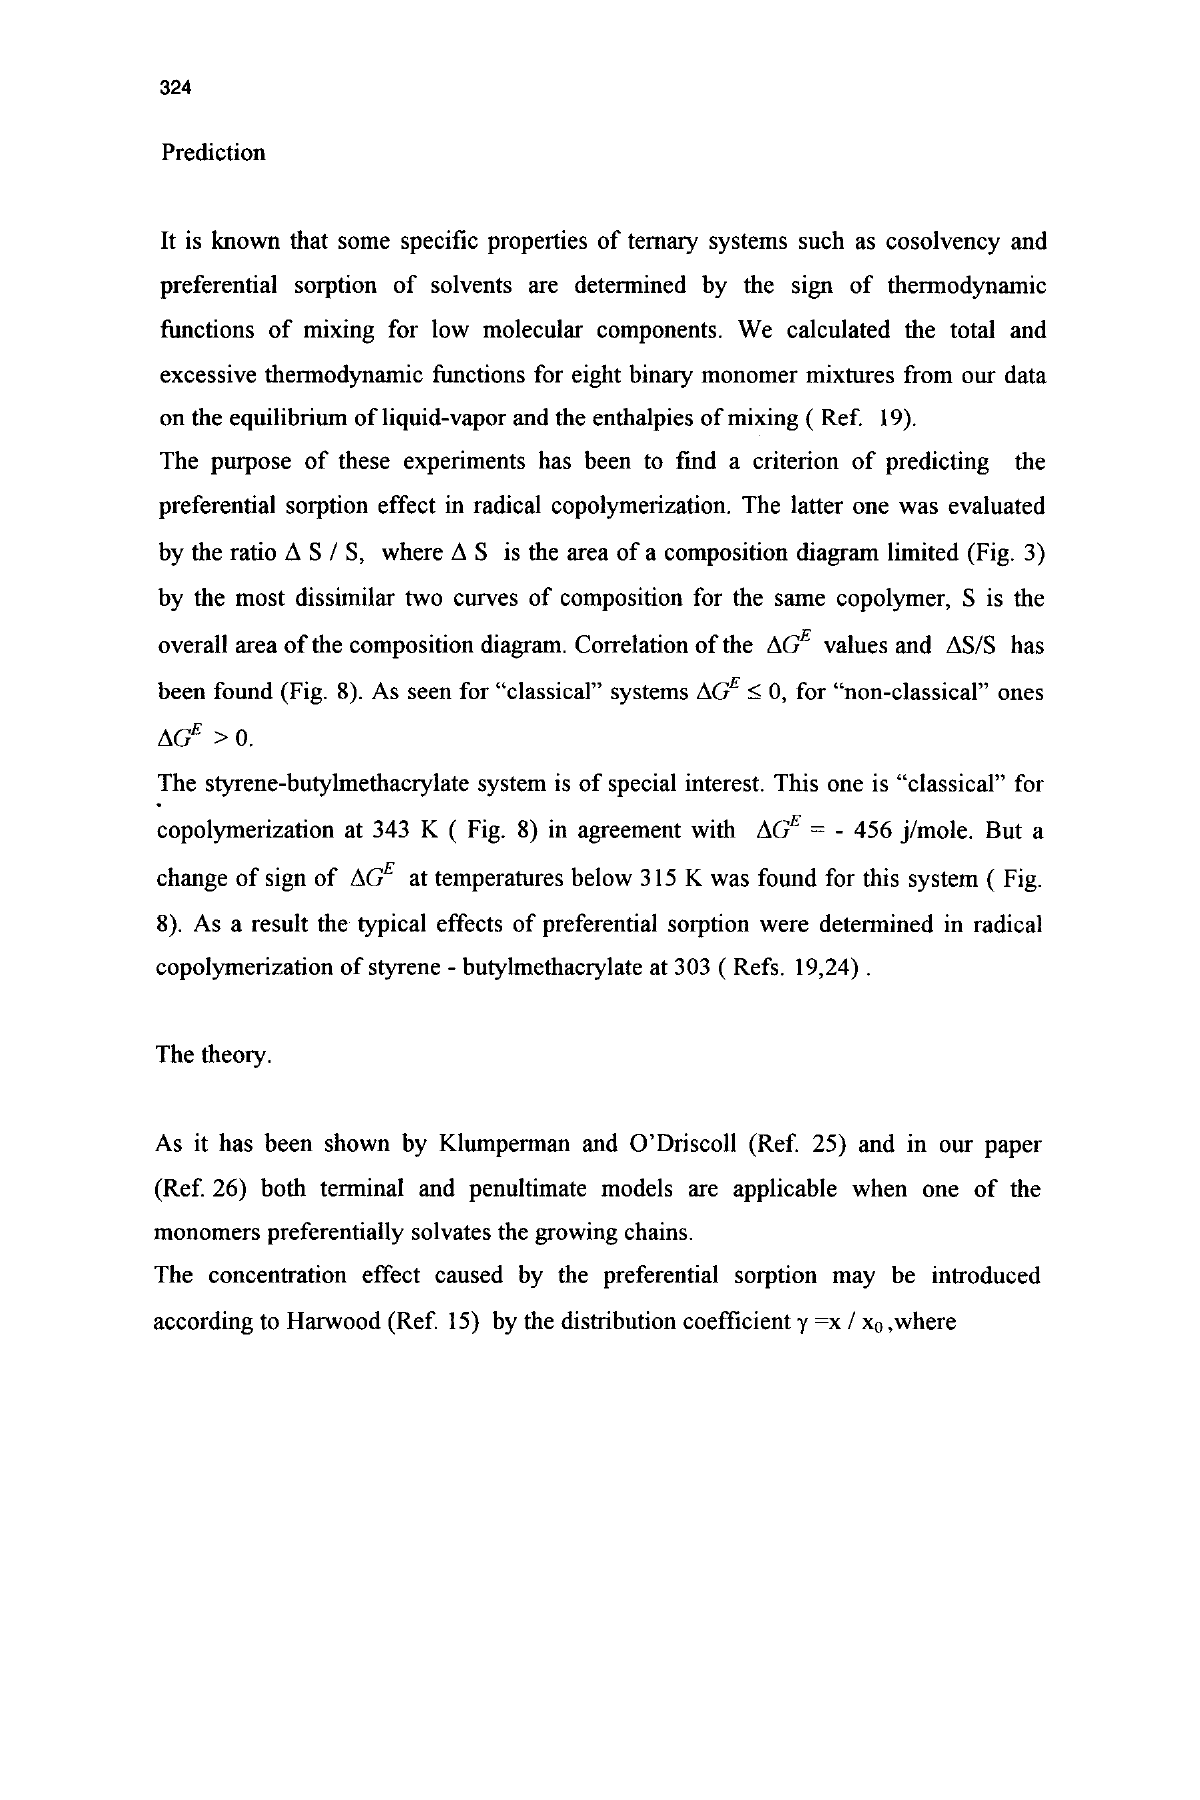 324
Prediction
It is known that some specific properties of ternary systems such as cosolvency and
preferential sorption of solvents are determined by the sign of thermodynamic
functions of mixing for low molecular components. We calculated the total and
excessive thermodynamic functions for eight binary monomer mixtures from our data
on the equilibrium of liquid-vapor and the enthalpies of mixing ( Ref. 19).
The purpose of these experiments has been to find a criterion of predicting the
preferential sorption effect in radical copolymerization. The latter one was evaluated
by the ratio Δ S / S, where Δ S is the area of a composition diagram limited (Fig. 3)
by the most dissimilar two curves of composition for the same copolymer, S is the
overall area of the composition diagram. Correlation of the ΔG^E values and ΔS/S has
been found (Fig. 8). As seen for “classical” systems ΔG^E ≤ 0, for “non-classical” ones
ΔG^E > 0.
The styrene-butylmethacrylate system is of special interest. This one is “classical” for
copolymerization at 343 K ( Fig. 8) in agreement with ΔG^E = - 456 j/mole. But a
change of sign of ΔG^E at temperatures below 315 K was found for this system ( Fig.
8). As a result the typical effects of preferential sorption were determined in radical
copolymerization of styrene - butylmethacrylate at 303 ( Refs. 19,24) .
The theory.
As it has been shown by Klumperman and O’Driscoll (Ref. 25) and in our paper
(Ref. 26) both terminal and penultimate models are applicable when one of the
monomers preferentially solvates the growing chains.
The concentration effect caused by the preferential sorption may be introduced
according to Harwood (Ref. 15) by the distribution coefficient γ =x / x₀ ,where